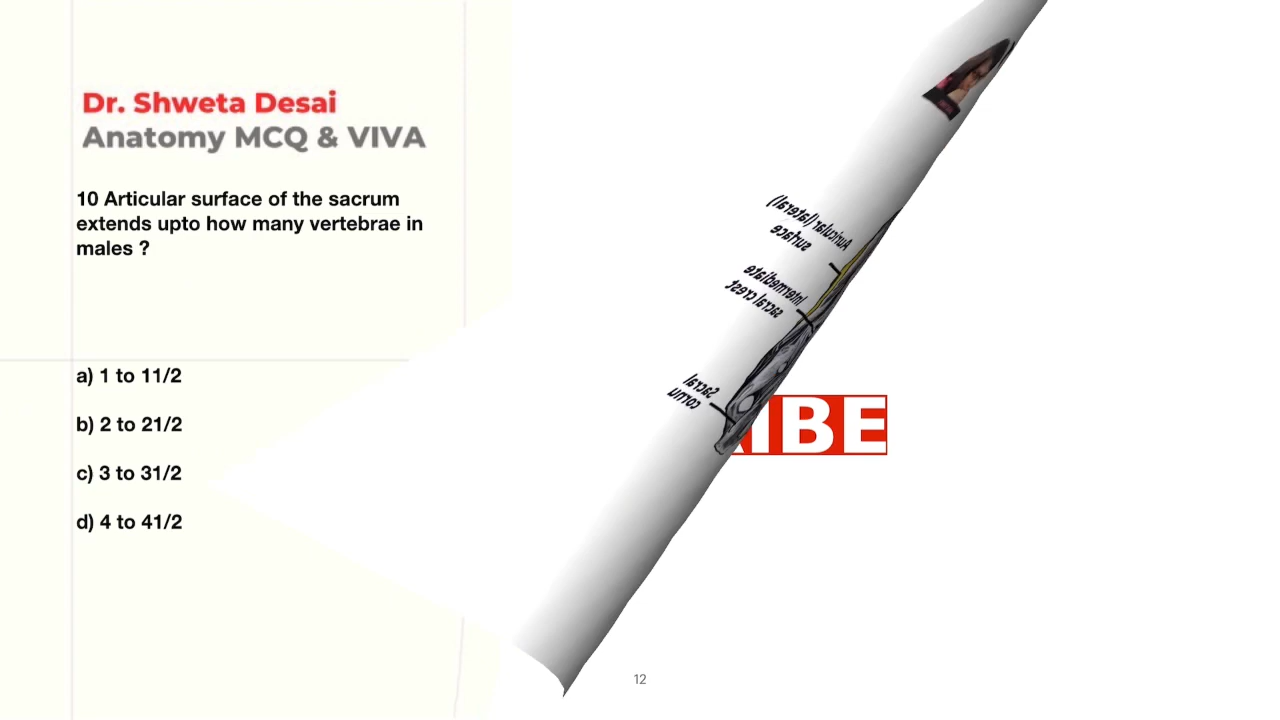 Dr. Shweta Desai
Anatomy MCQ & VIVA
10 Articular surface of the sacrum
extends upto how many vertebrae in
males ?
a) 1 to 11/2
b) 2 to 21/2
c) 3 to 31/2
d) 4 to 41/2
Auricular (lateral)
surface
Intermediate
sacral crest
Sacral
cornu
IBE
12